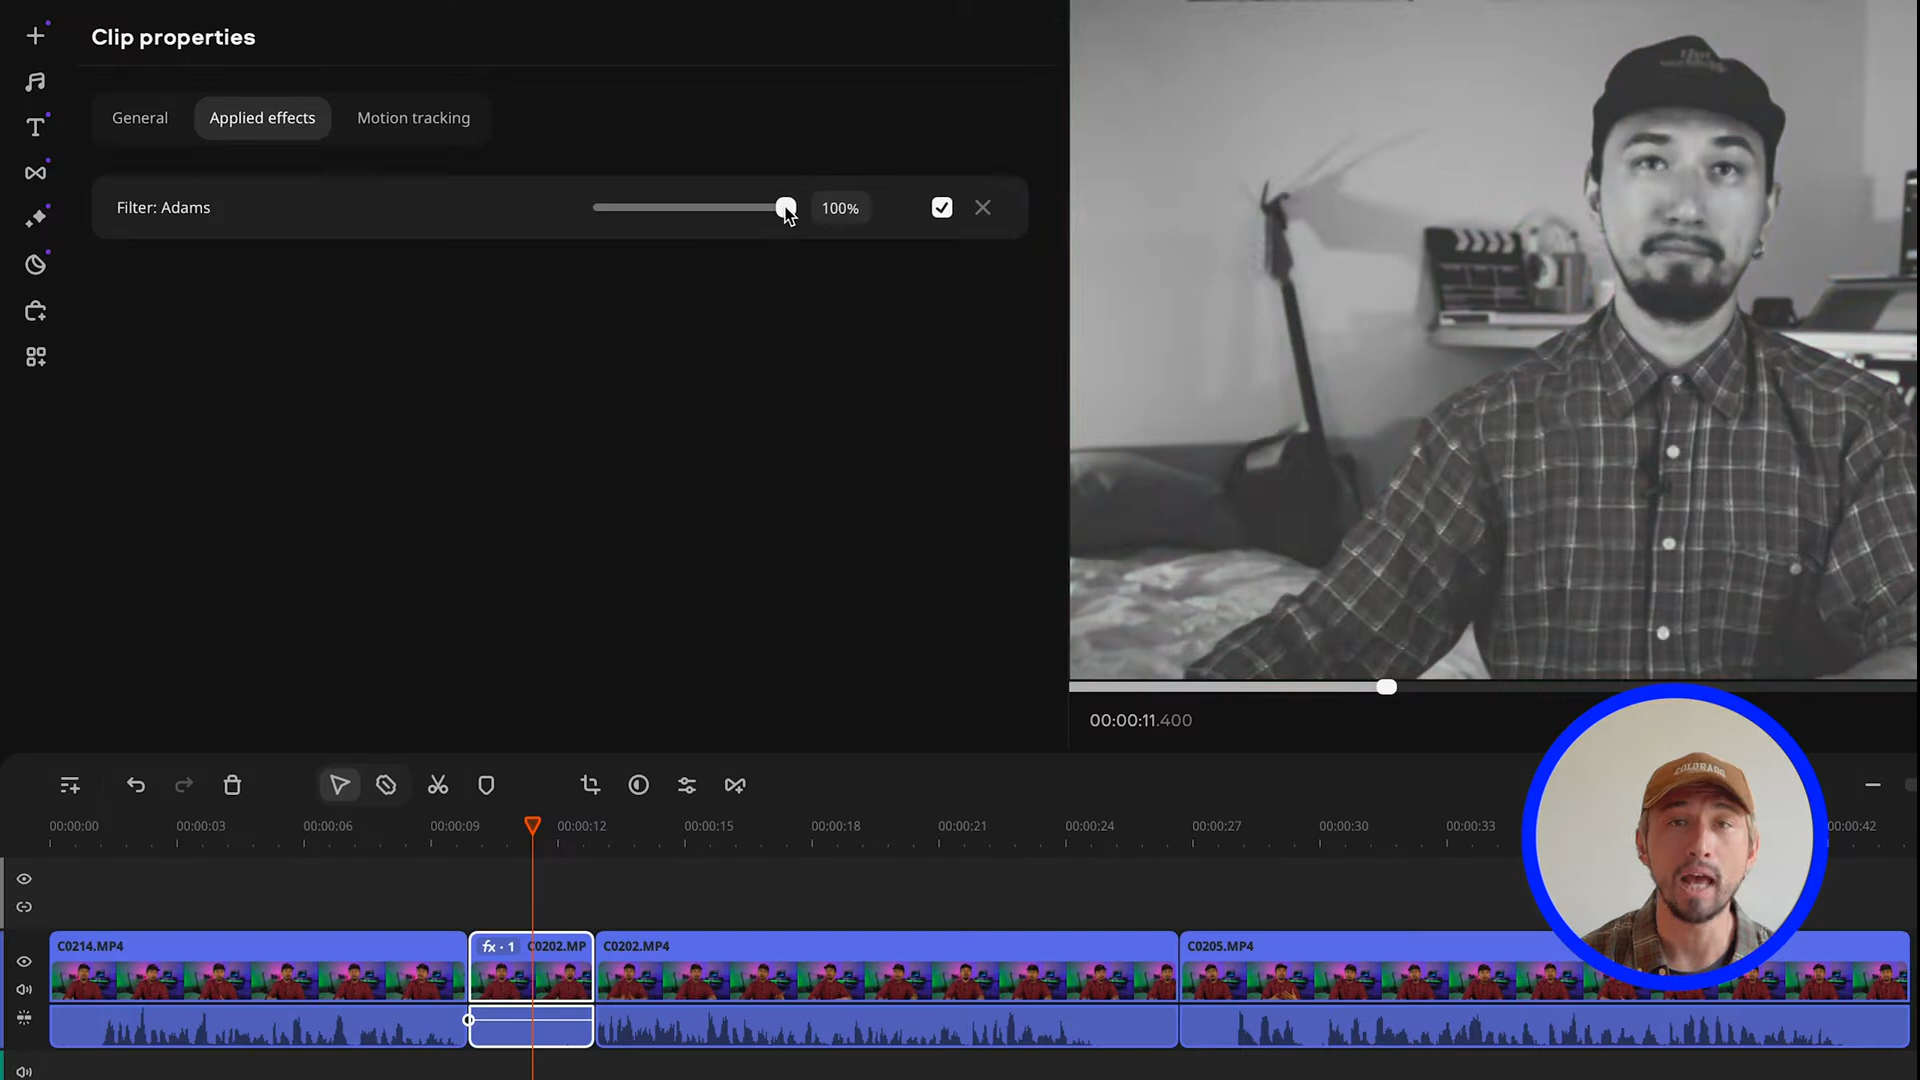 Clip properties
General
Applied effects
Motion tracking
Filter: Adams
100%
00:00:11.400
00:00:00
00:00:03
00:00:06
00:00:09
00:00:12
00:00:15
00:00:18
00:00:21
00:00:24
00:00:27
00:00:30
00:00:33
00:00:42
COLORADO
C0214.MP4
fx · 1
C0202.MP
C0202.MP4
C0205.MP4